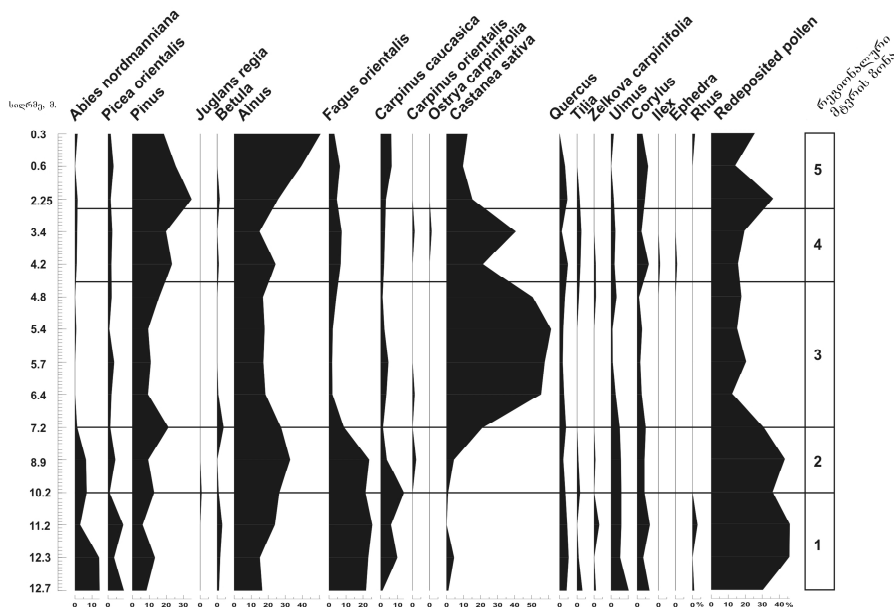 Abies nordmanniana
Picea orientalis
Pinus
Juglans regia
Betula
Alnus
Fagus orientalis
Carpinus caucasica
Carpinus orientalis
Ostrya carpinifolia
Castanea sativa
Quercus
Tilia
Zelkova carpinifolia
Ulmus
Corylus
Ilex
Ephedra
Rhus
Redeposited pollen
რეგიონალური
მტვრის ზონა
სიღრმე, მ.
0.3
0.6
2.25
3.4
4.2
4.8
5.4
5.7
6.4
7.2
8.9
10.2
11.2
12.3
12.7
5
4
3
2
1
0 10 0 0 10 20 30 0 0 0 10 20 30 40 0 10 20 0 10 0 0 0 10 20 30 40 50 0 0 0 0 0 0 0 0% 0 10 20 30 40%